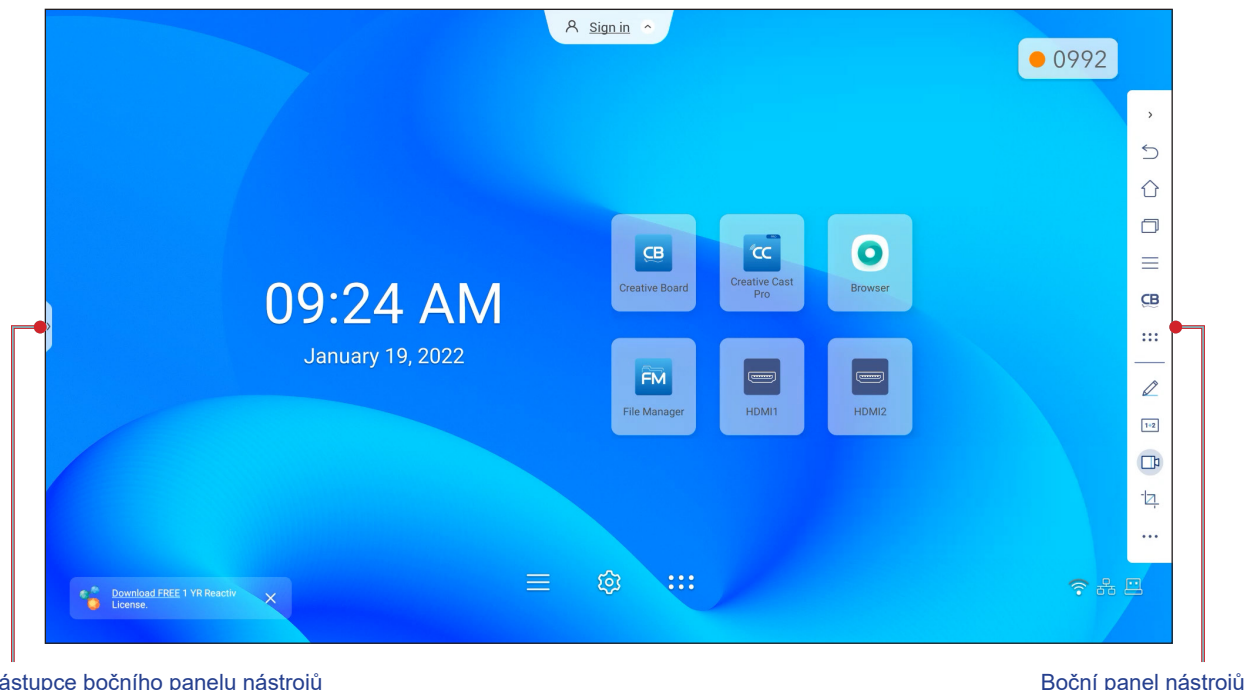 Sign in
0992
CB
CC
Creative Board
Creative Cast
Pro
Browser
09:24 AM
January 19, 2022
CB
FM
File Manager
HDMI1
HDMI2
1-2
Download FREE 1 YR Reactiv
License.
bočního panelu nástrojů
Boční panel nástrojů